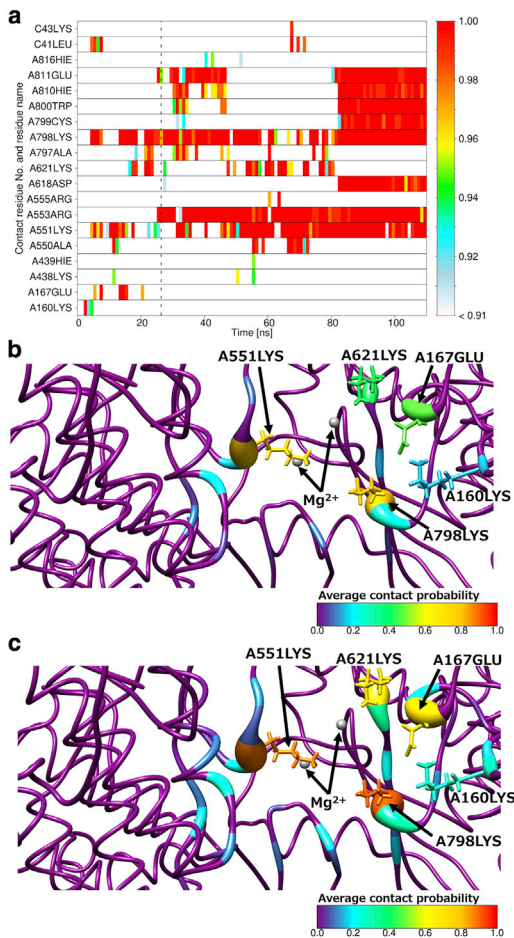 a
C43LYS
C41LEU
A816HIE
A811GLU
A810HIE
A800TRP
A799CYS
A798LYS
A797ALA
A621LYS
A618ASP
A555ARG
A553ARG
A551LYS
A550ALA
A439HIE
A438LYS
A167GLU
A160LYS
Contact residue No. and residue name
0 20 40 60 80 100
Time [ns]
1.00
0.98
0.96
0.94
0.92
< 0.91
b
A551LYS
A621LYS
A167GLU
Mg2+
A160LYS
A798LYS
Average contact probability
0.0 0.2 0.4 0.6 0.8 1.0
c
A551LYS
A621LYS
A167GLU
Mg2+
A160LYS
A798LYS
Average contact probability
0.0 0.2 0.4 0.6 0.8 1.0